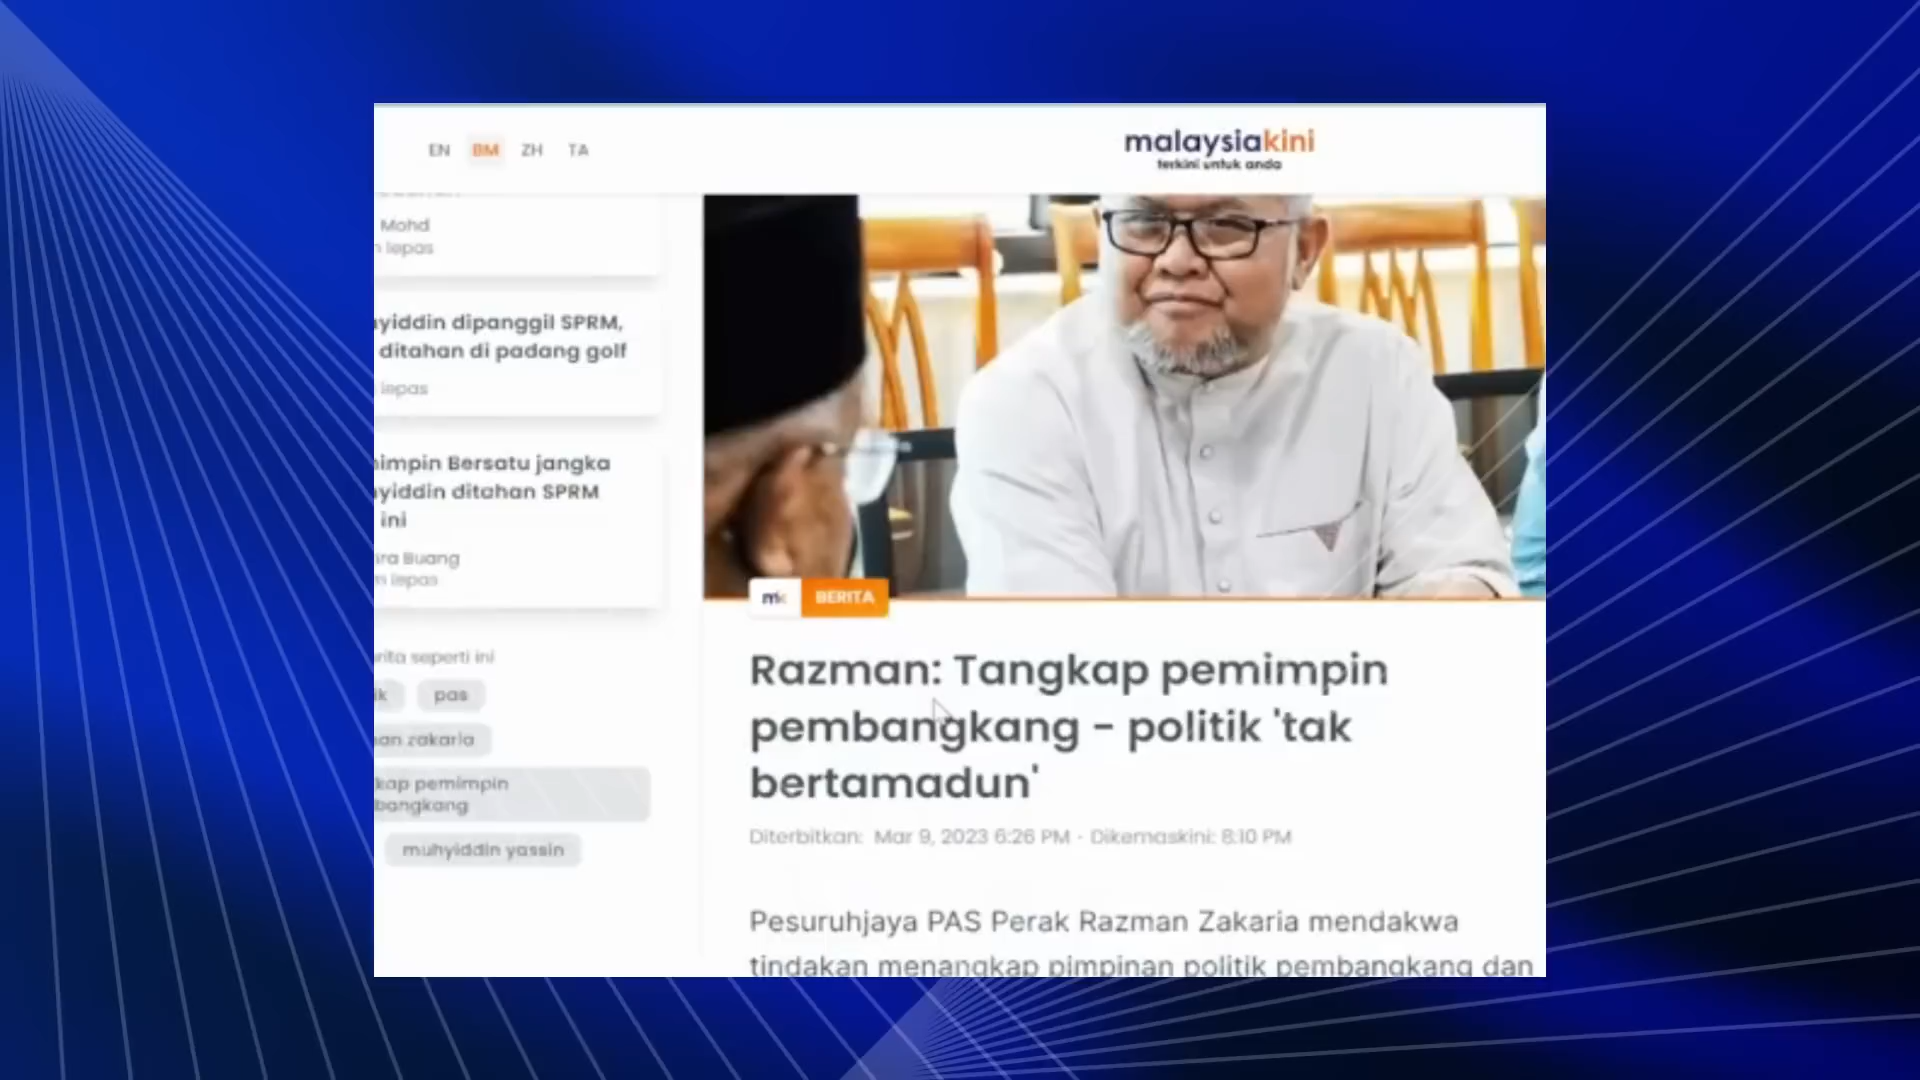 EN BM ZH TA
malaysiakini
terkini untuk anda
Mohd
lepas
yiddin dipanggil SPRM,
ditahan di padang golf
lepas
impin Bersatu jangka
yiddin ditahan SPRM
ini
ira Buang
lepas
rita seperti ini
ik pas
an zakaria
kap pemimpin
bangkang
muhyiddin yassin
mk BERITA
Razman: Tangkap pemimpin
pembangkang - politik 'tak
bertamadun'
Diterbitkan: Mar 9, 2023 6:26 PM · Dikemaskini: 8:10 PM
Pesuruhjaya PAS Perak Razman Zakaria mendakwa
tindakan menangkap pimpinan politik pembangkang dan